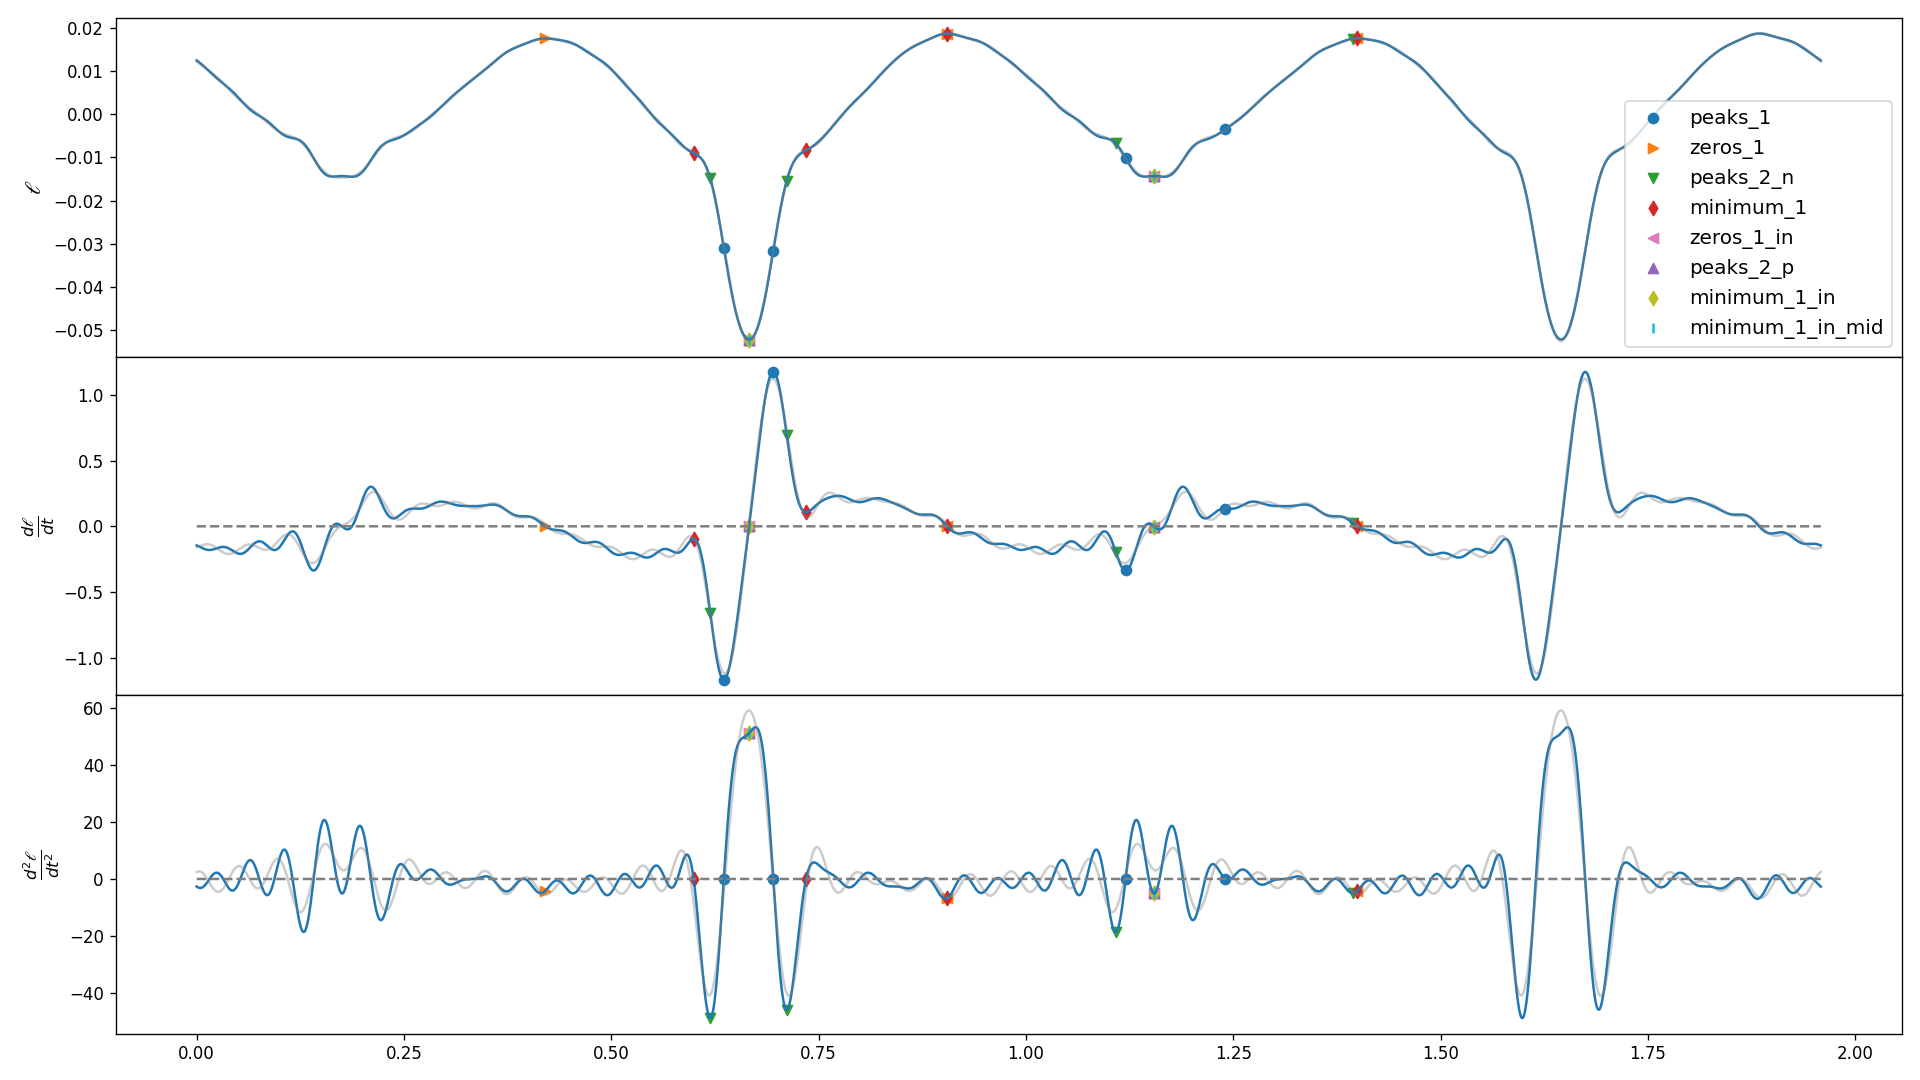 0.02
0.01
0.00
−0.01
−0.02
−0.03
−0.04
−0.05
ℓ
peaks_1
zeros_1
peaks_2_n
minimum_1
zeros_1_in
peaks_2_p
minimum_1_in
minimum_1_in_mid
1.0
0.5
0.0
−0.5
−1.0
dℓ
dt
60
40
20
0
−20
−40
d²ℓ
dt²
0.00 0.25 0.50 0.75 1.00 1.25 1.50 1.75 2.00